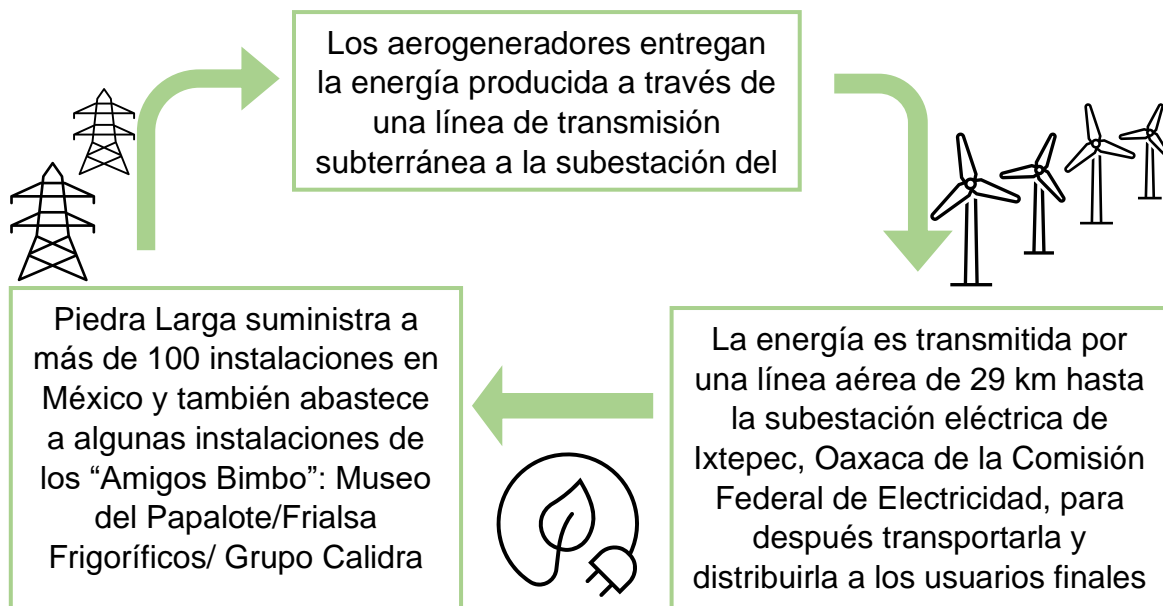 Los aerogeneradores entregan
la energía producida a través de
una línea de transmisión
subterránea a la subestación del
La energía es transmitida por
una línea aérea de 29 km hasta
la subestación eléctrica de
Ixtepec, Oaxaca de la Comisión
Federal de Electricidad, para
después transportarla y
distribuirla a los usuarios finales
Piedra Larga suministra a
más de 100 instalaciones en
México y también abastece
a algunas instalaciones de
los “Amigos Bimbo”: Museo
del Papalote/Frialsa
Frigoríficos/ Grupo Calidra